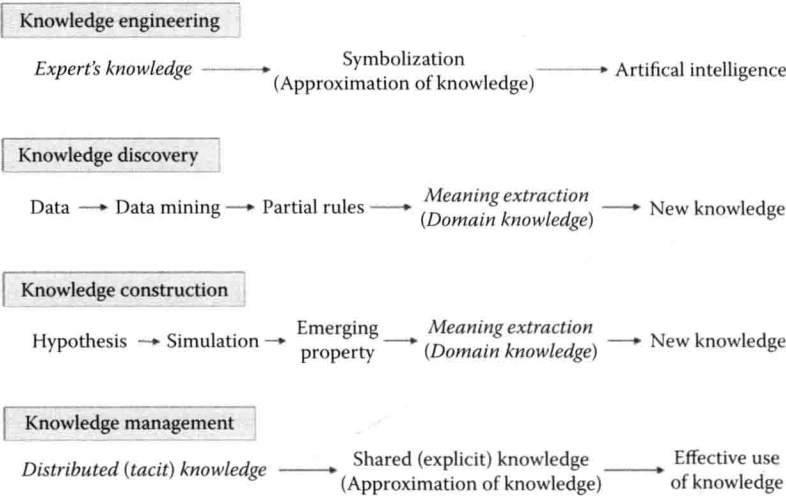 Knowledge engineering
Expert's knowledge
Symbolization
(Approximation of knowledge)
Artifical intelligence
Knowledge discovery
Data
Data mining
Partial rules
Meaning extraction
(Domain knowledge)
New knowledge
Knowledge construction
Hypothesis
Simulation
Emerging
property
Meaning extraction
(Domain knowledge)
New knowledge
Knowledge management
Distributed (tacit) knowledge
Shared (explicit) knowledge
(Approximation of knowledge)
Effective use
of knowledge